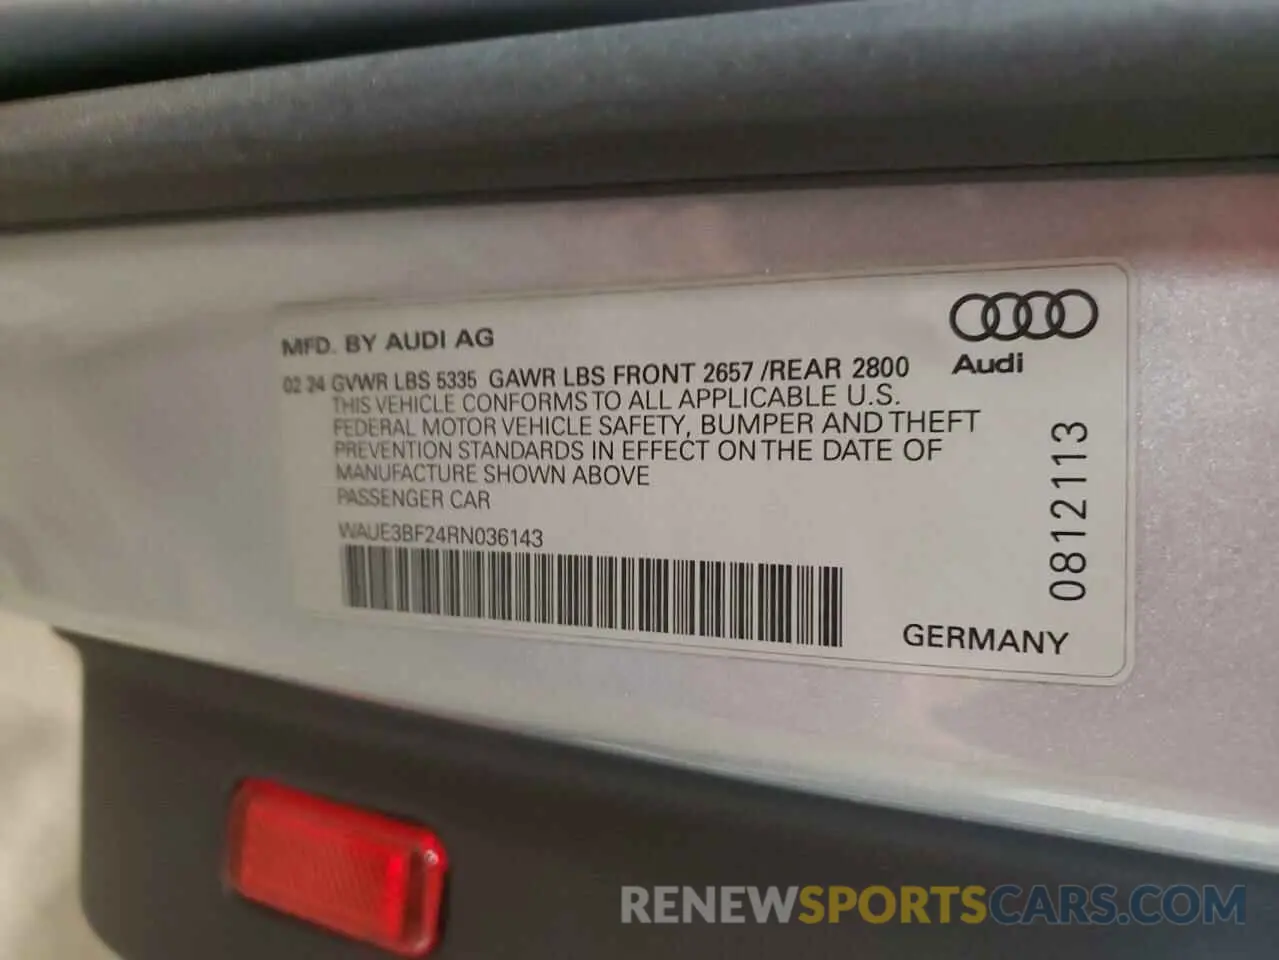 MFD. BY AUDI AG
Audi
02 24 GVWR LBS 5335 GAWR LBS FRONT 2657 /REAR 2800
THIS VEHICLE CONFORMS TO ALL APPLICABLE U.S.
FEDERAL MOTOR VEHICLE SAFETY, BUMPER AND THEFT
PREVENTION STANDARDS IN EFFECT ON THE DATE OF
MANUFACTURE SHOWN ABOVE
PASSENGER CAR
WAUE3BF24RN036143
0812113
GERMANY
RENEWSPORTSCARS.COM